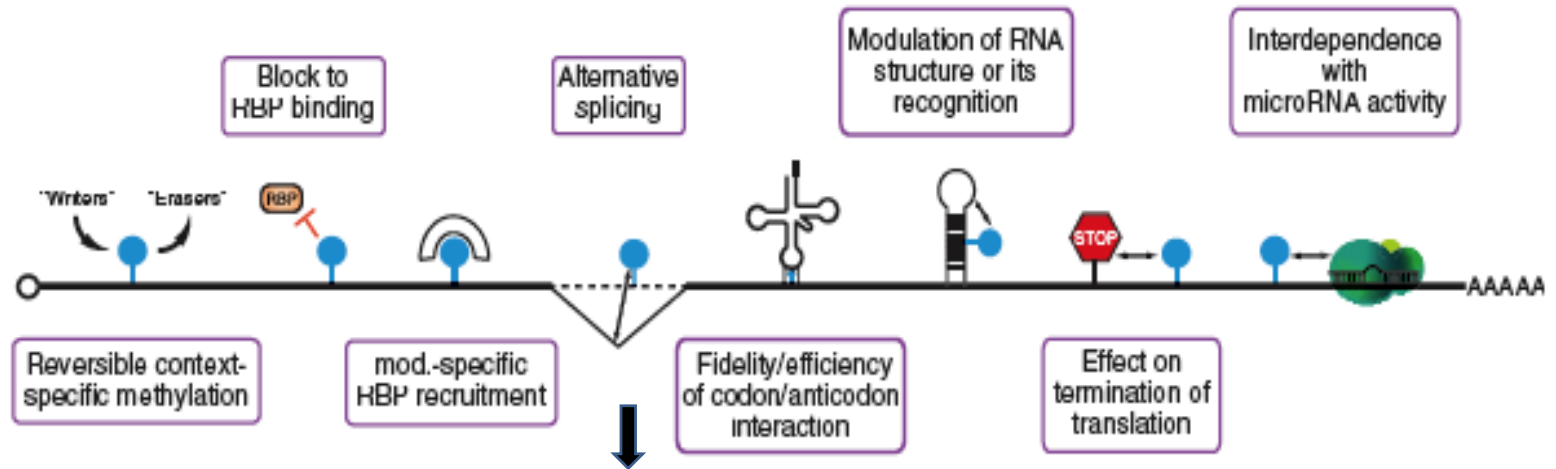 Block to
RBP binding
Alternative
splicing
Modulation of RNA
structure or its
recognition
Interdependence
with
microRNA activity
"Writers"
"Erasers"
RBP
STOP
AAAAA
Reversible context-
specific methylation
mod.-specific
RBP recruitment
Fidelity/efficiency
of codon/anticodon
interaction
Effect on
termination of
translation